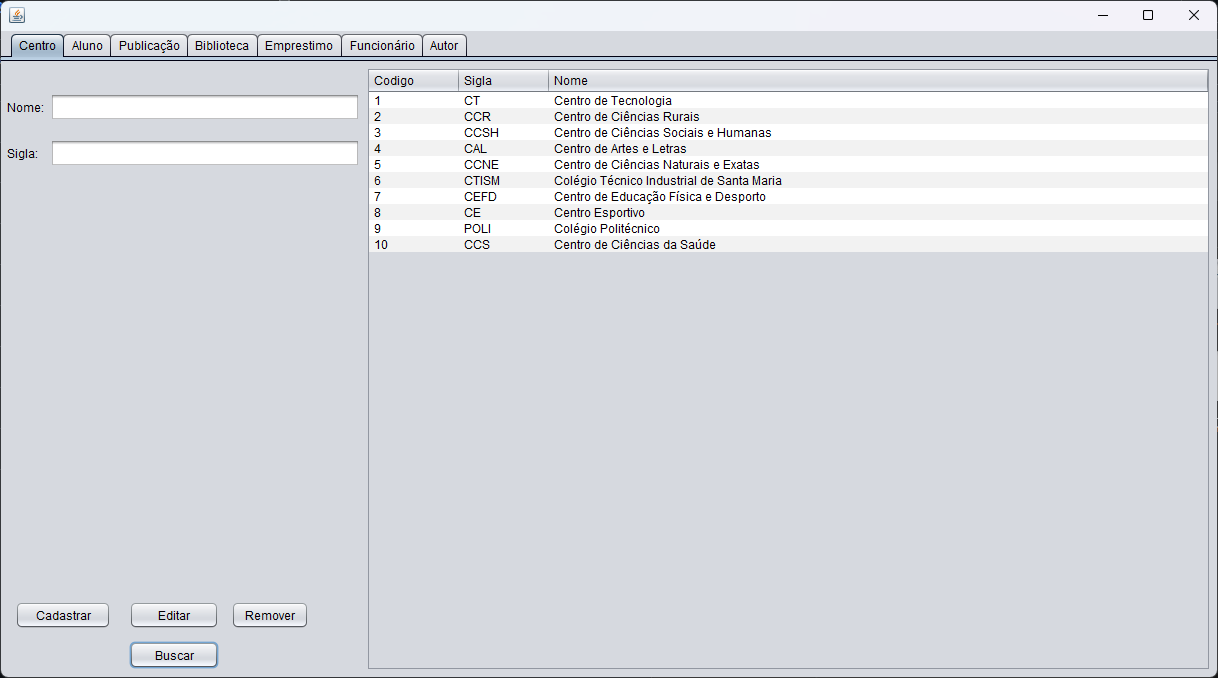 Centro Aluno Publicação Biblioteca Emprestimo Funcionário Autor
Nome:
Sigla:
Codigo Sigla Nome
1 CT Centro de Tecnologia
2 CCR Centro de Ciências Rurais
3 CCSH Centro de Ciências Sociais e Humanas
4 CAL Centro de Artes e Letras
5 CCNE Centro de Ciências Naturais e Exatas
6 CTISM Colégio Técnico Industrial de Santa Maria
7 CEFD Centro de Educação Física e Desporto
8 CE Centro Esportivo
9 POLI Colégio Politécnico
10 CCS Centro de Ciências da Saúde
Cadastrar Editar Remover
Buscar